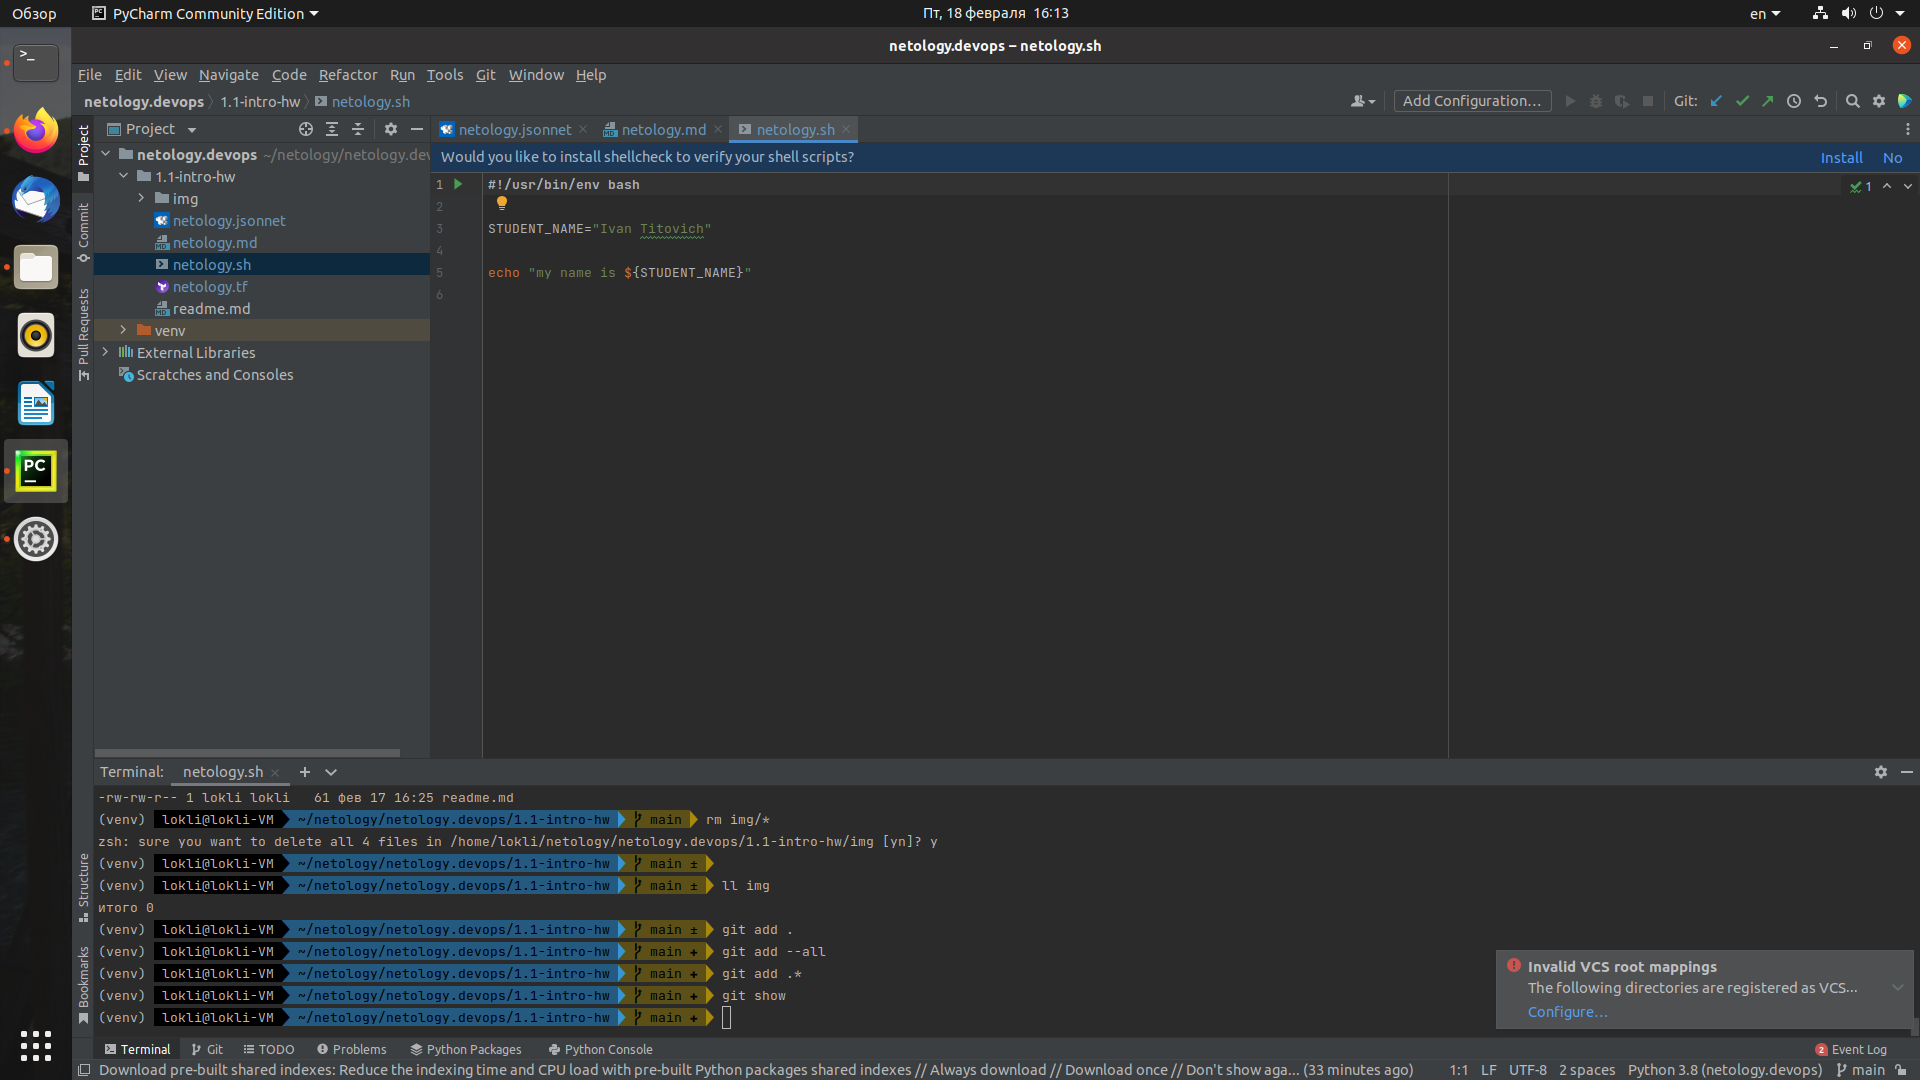 Обзор
PyCharm Community Edition
Пт, 18 февраля 16:13
en
netology.devops – netology.sh
File Edit View Navigate Code Refactor Run Tools Git Window Help
netology.devops 1.1-intro-hw netology.sh
Add Configuration...
Git:
Project
netology.jsonnet
netology.md
netology.sh
Would you like to install shellcheck to verify your shell scripts?
Install No
Project
Commit
Pull Requests
Structure
Bookmarks
netology.devops ~/netology/netology.dev
1.1-intro-hw
img
netology.jsonnet
netology.md
netology.sh
netology.tf
readme.md
venv
External Libraries
Scratches and Consoles
1 #!/usr/bin/env bash
2
3 STUDENT_NAME="Ivan Titovich"
4
5 echo "my name is ${STUDENT_NAME}"
6
1
PC
Terminal: netology.sh
-rw-rw-r-- 1 lokli lokli   61 фев 17 16:25 readme.md
(venv) lokli@lokli-VM ~/netology/netology.devops/1.1-intro-hw main rm img/*
zsh: sure you want to delete all 4 files in /home/lokli/netology/netology.devops/1.1-intro-hw/img [yn]? y
(venv) lokli@lokli-VM ~/netology/netology.devops/1.1-intro-hw main ±
(venv) lokli@lokli-VM ~/netology/netology.devops/1.1-intro-hw main ± ll img
итого 0
(venv) lokli@lokli-VM ~/netology/netology.devops/1.1-intro-hw main ± git add .
(venv) lokli@lokli-VM ~/netology/netology.devops/1.1-intro-hw main + git add --all
(venv) lokli@lokli-VM ~/netology/netology.devops/1.1-intro-hw main + git add .*
(venv) lokli@lokli-VM ~/netology/netology.devops/1.1-intro-hw main + git show
(venv) lokli@lokli-VM ~/netology/netology.devops/1.1-intro-hw main +
Invalid VCS root mappings
The following directories are registered as VCS...
Configure...
Terminal Git TODO Problems Python Packages Python Console
2 Event Log
Download pre-built shared indexes: Reduce the indexing time and CPU load with pre-built Python packages shared indexes // Always download // Download once // Don't show aga... (33 minutes ago)
1:1 LF UTF-8 2 spaces Python 3.8 (netology.devops) main